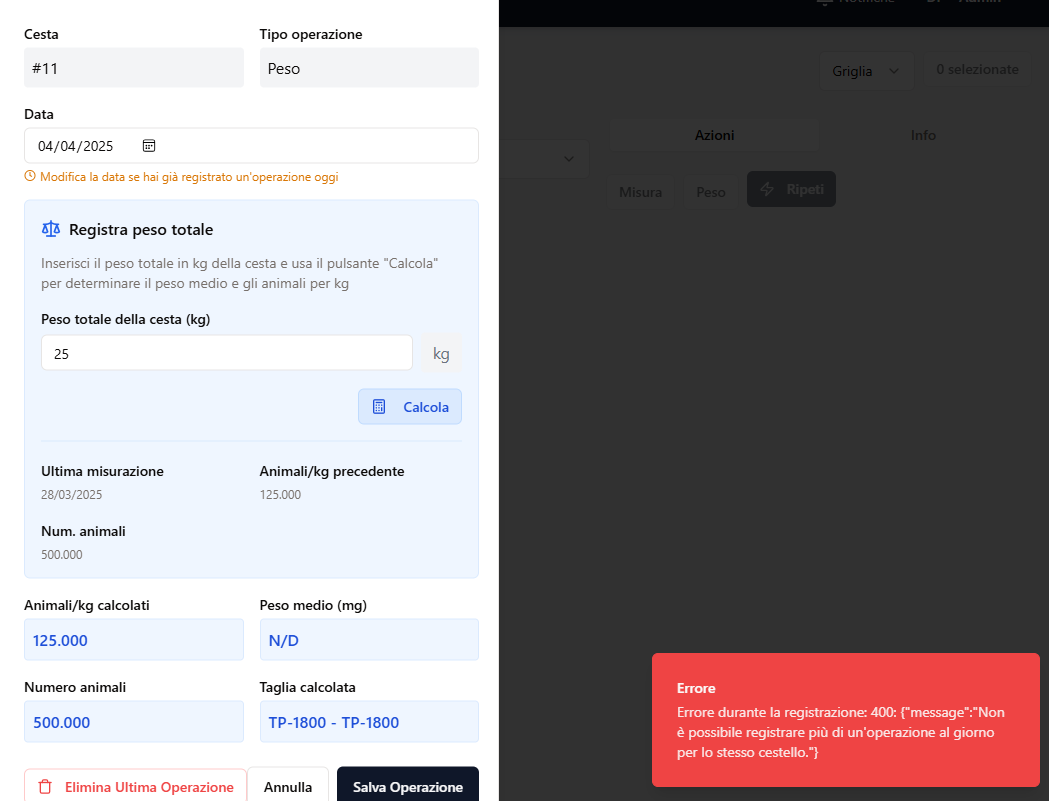 Cesta
Tipo operazione
#11
Peso
Data
04/04/2025
Modifica la data se hai già registrato un'operazione oggi
Registra peso totale
Inserisci il peso totale in kg della cesta e usa il pulsante "Calcola"
per determinare il peso medio e gli animali per kg
Peso totale della cesta (kg)
25
kg
Calcola
Ultima misurazione
Animali/kg precedente
28/03/2025
125.000
Num. animali
500.000
Animali/kg calcolati
Peso medio (mg)
125.000
N/D
Numero animali
Taglia calcolata
500.000
TP-1800 - TP-1800
Elimina Ultima Operazione
Annulla
Salva Operazione
Notifiche
Admin
Griglia
0 selezionate
Azioni
Info
Misura
Peso
Ripeti
Errore
Errore durante la registrazione: 400: {"message":"Non
è possibile registrare più di un'operazione al giorno
per lo stesso cestello."}